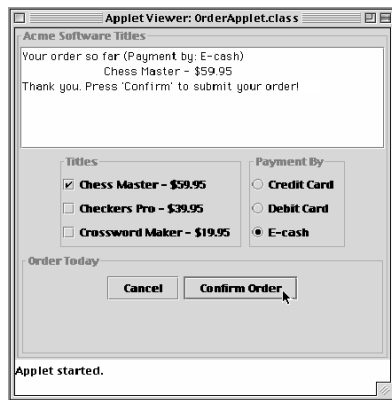 Applet Viewer: OrderApplet.class
Acme Software Titles
Your order so far (Payment by: E-cash)
Chess Master - $59.95
Thank you. Press 'Confirm' to submit your order!
Titles
Chess Master - $59.95
Checkers Pro - $39.95
Crossword Maker - $19.95
Payment By
Credit Card
Debit Card
E-cash
Order Today
Cancel
Confirm Order
Applet started.